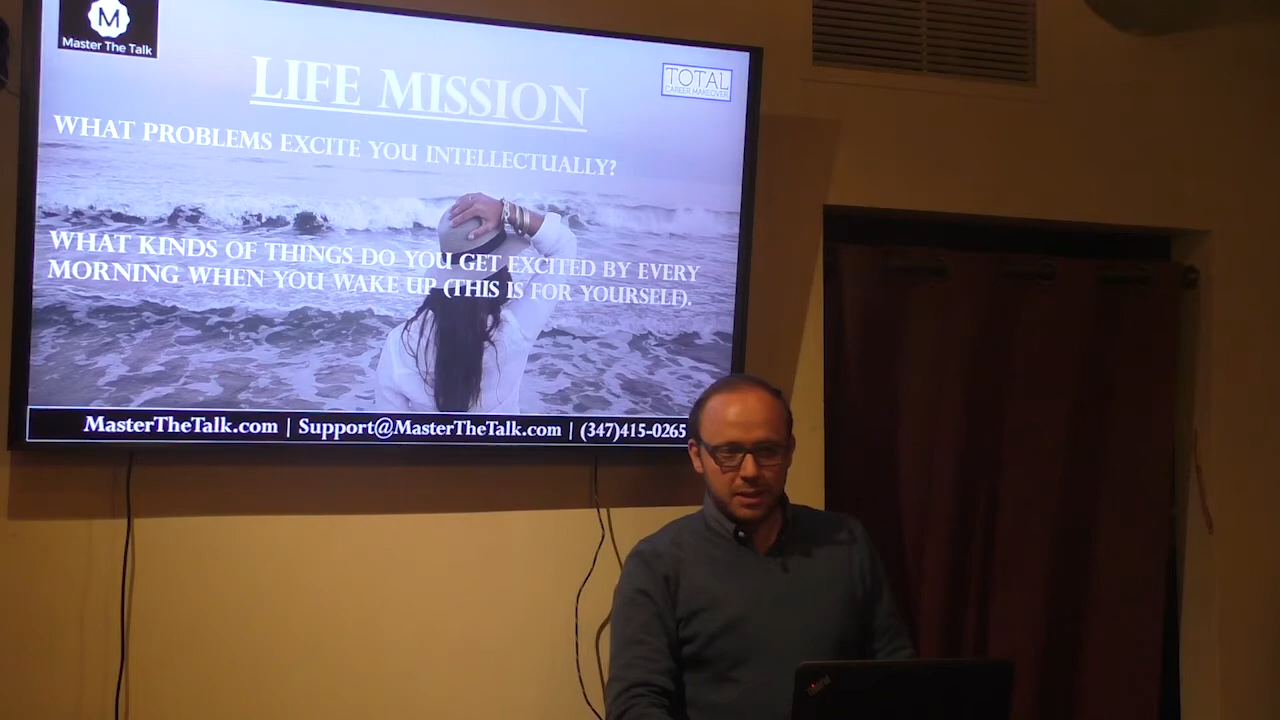 M
Master The Talk
LIFE MISSION
TOTAL
CAREER MAKEOVER
WHAT PROBLEMS EXCITE YOU INTELLECTUALLY?
WHAT KINDS OF THINGS DO YOU GET EXCITED BY EVERY
MORNING WHEN YOU WAKE UP (THIS IS FOR YOURSELF).
MasterTheTalk.com | Support@MasterTheTalk.com | (347)415-0265
ThinkPad